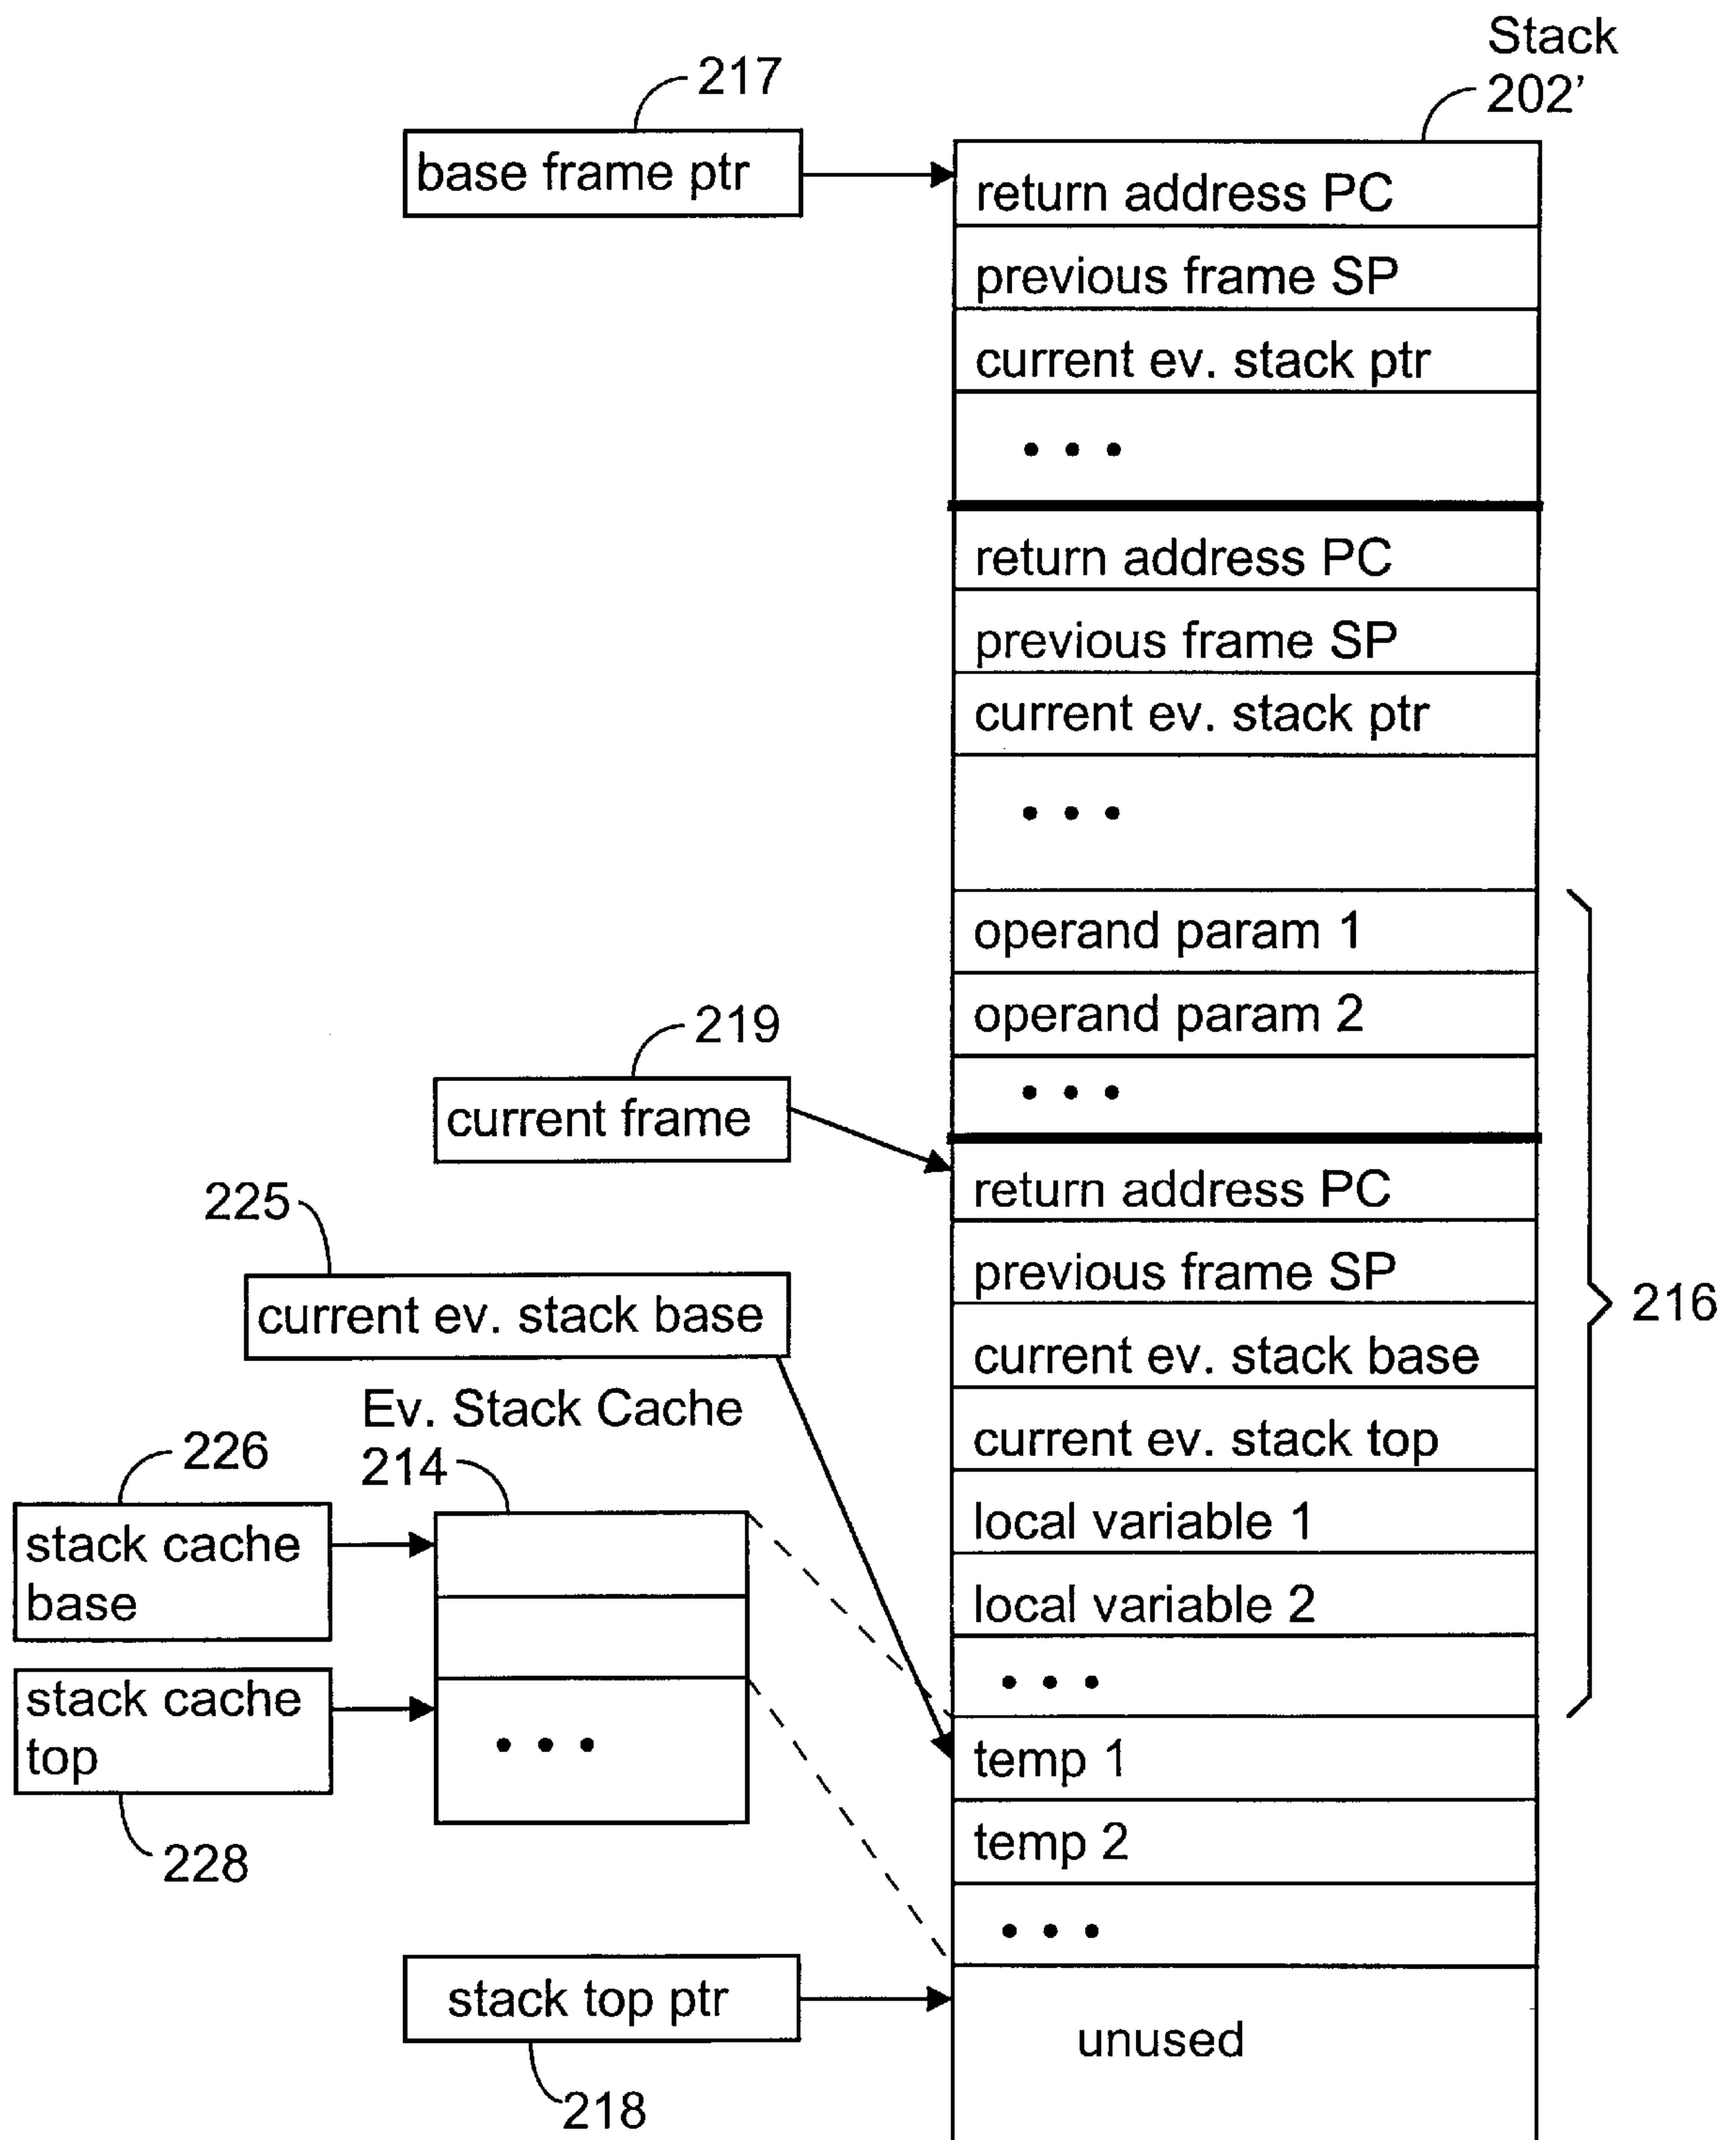 Stack
202’
217
base frame ptr
return address PC
previous frame SP
current ev. stack ptr
• • •
return address PC
previous frame SP
current ev. stack ptr
• • •
operand param 1
operand param 2
• • •
219
current frame
return address PC
225
previous frame SP
216
current ev. stack base
current ev. stack base
Ev. Stack Cache
214
current ev. stack top
226
local variable 1
stack cache
base
local variable 2
• • •
stack cache
top
• • •
temp 1
228
temp 2
• • •
stack top ptr
unused
218